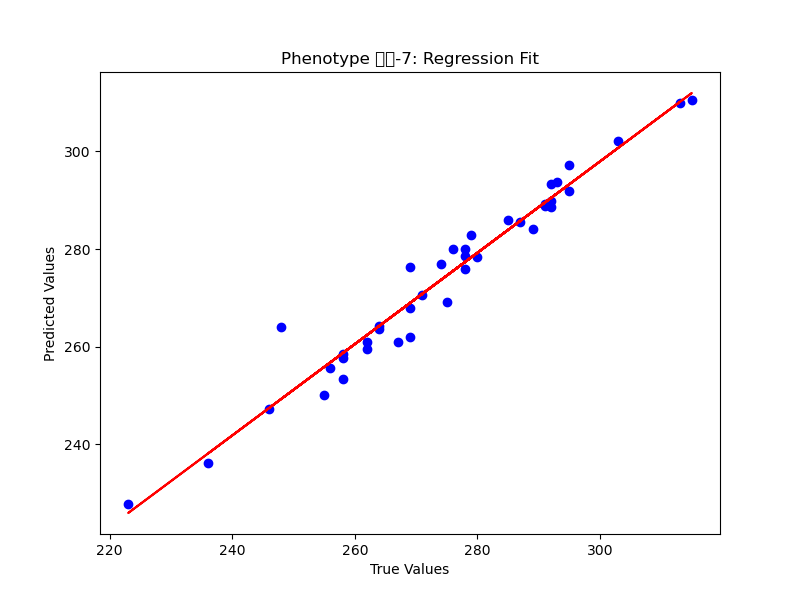 Phenotype -7: Regression Fit
300
280
260
240
Predicted Values
220 240 260 280 300
True Values